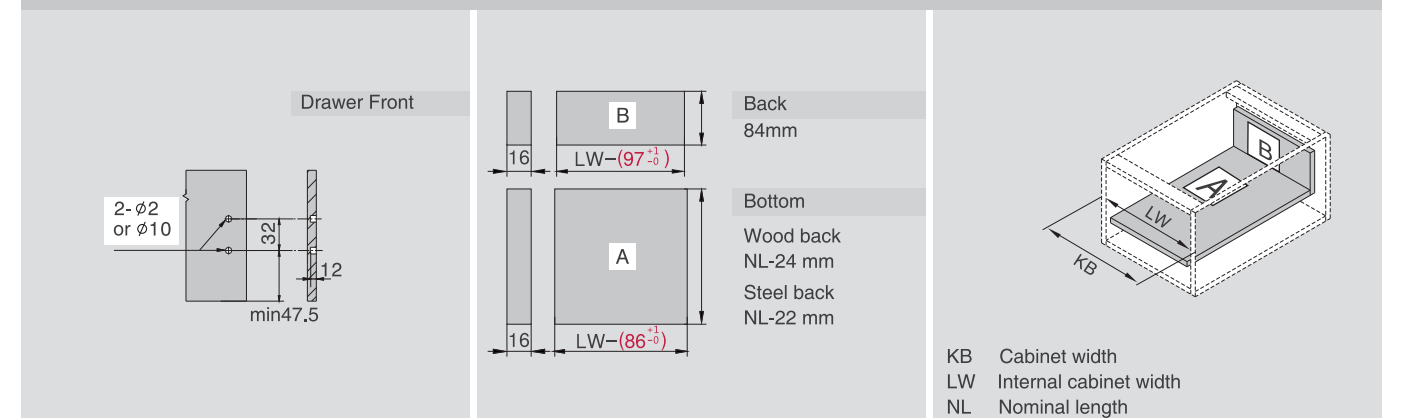 Drawer Front
2-ϕ2
or ϕ10
32
12
min47.5
B
16
LW-(97+1-0)
Back
84mm
A
16
LW-(86+1-0)
Bottom
Wood back
NL-24 mm
Steel back
NL-22 mm
B
A
LW
KB
KB Cabinet width
LW Internal cabinet width
NL Nominal length